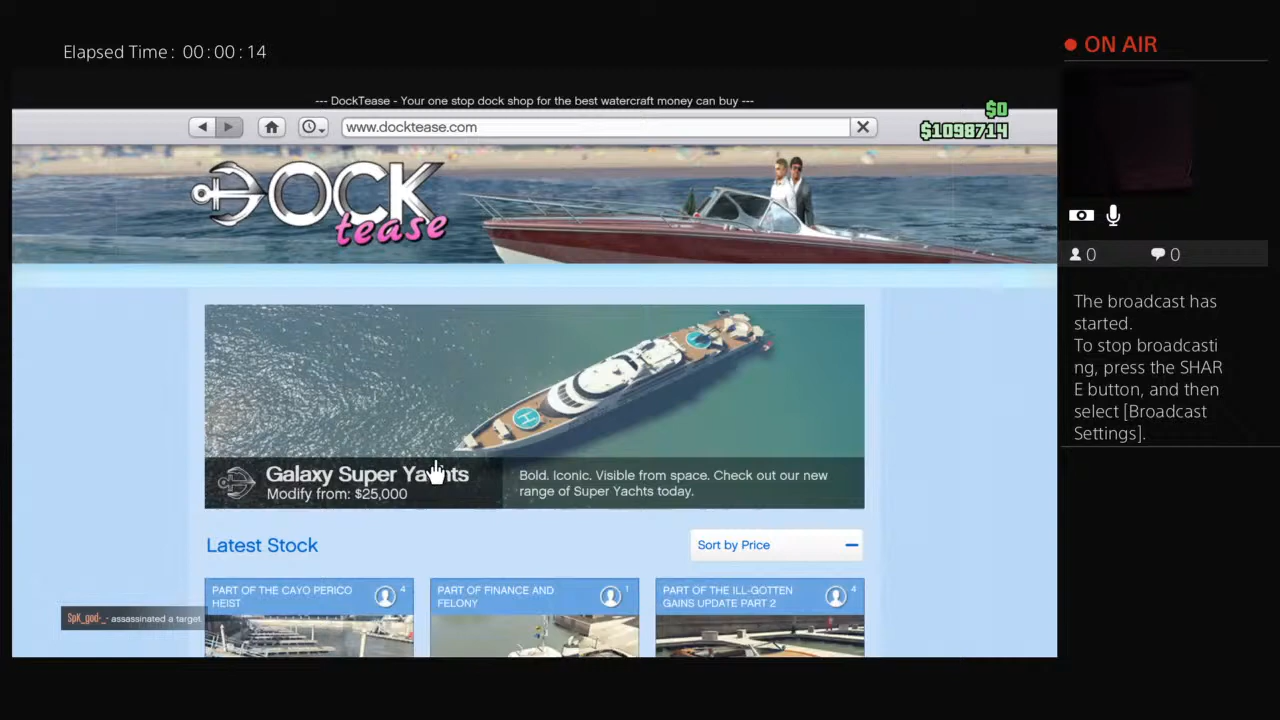 Elapsed Time: 00:00:14
ON AIR
--- DockTease - Your one stop dock shop for the best watercraft money can buy ---
$0
www.docktease.com
$1098714
DOCK
tease
0
0
The broadcast has
started.
To stop broadcasti
ng, press the SHAR
E button, and then
select [Broadcast
Settings].
H
Galaxy Super Yachts
Modify from: $25,000
Bold. Iconic. Visible from space. Check out our new
range of Super Yachts today.
Latest Stock
Sort by Price
PART OF THE CAYO PERICO
HEIST
4
PART OF FINANCE AND
FELONY
1
PART OF THE ILL-GOTTEN
GAINS UPDATE PART 2
4
SpK_god-_- assassinated a target